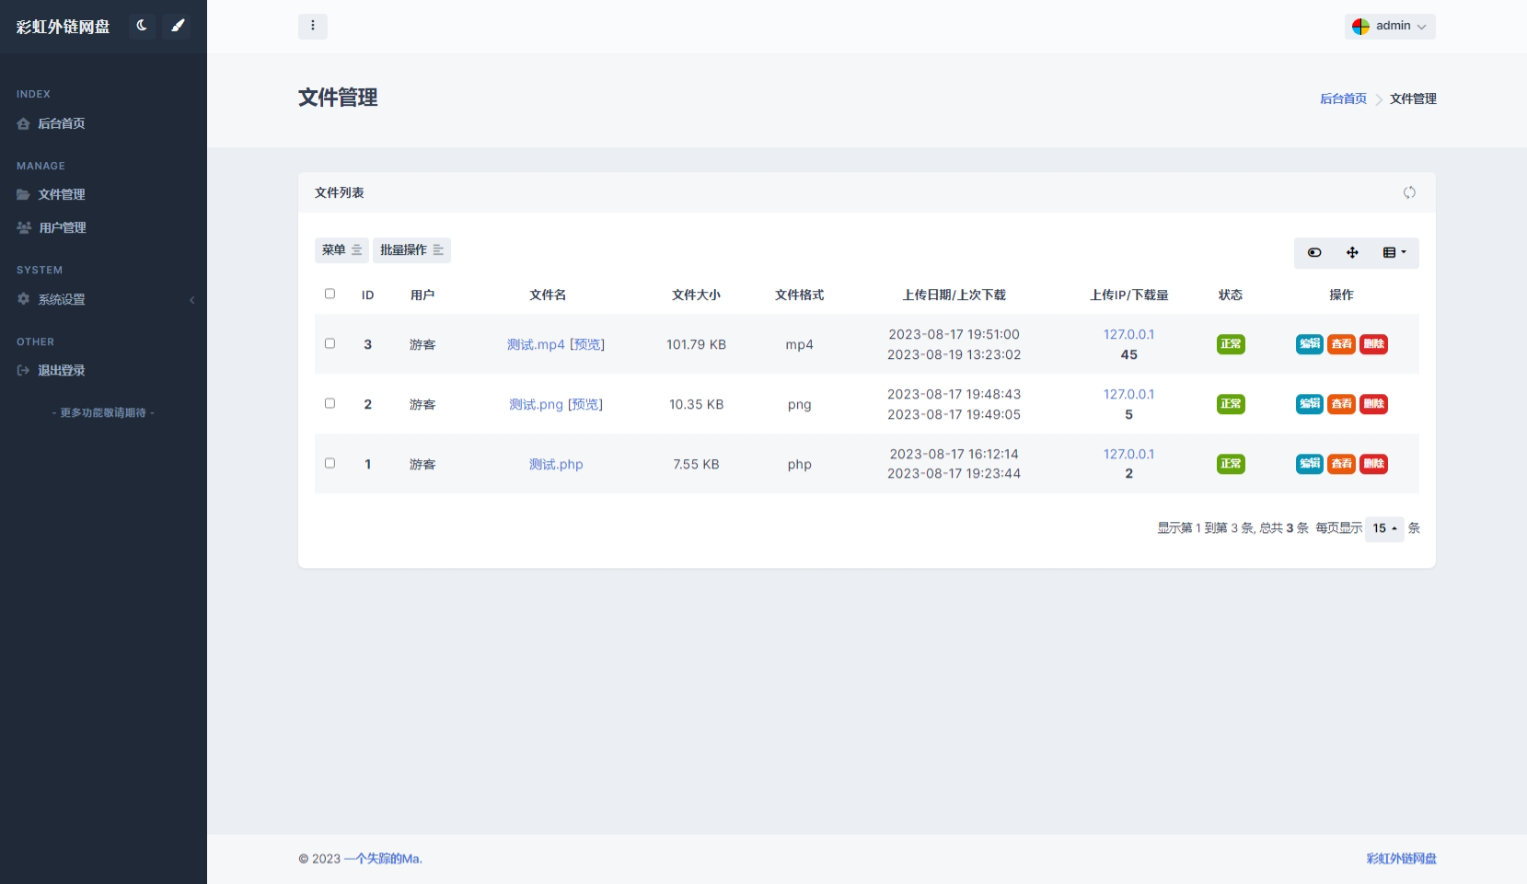 彩虹外链网盘
admin
INDEX
后台首页
MANAGE
文件管理
用户管理
SYSTEM
系统设置
OTHER
退出登录
- 更多功能敬请期待 -
文件管理
后台首页 文件管理
文件列表
菜单 批量操作
ID 用户 文件名 文件大小 文件格式 上传日期/上次下载 上传IP/下载量 状态 操作
3 游客 测试.mp4 [预览] 101.79 KB mp4 2023-08-17 19:51:00 127.0.0.1 正常 编辑 查看 删除
2023-08-19 13:23:02 45
2 游客 测试.png [预览] 10.35 KB png 2023-08-17 19:48:43 127.0.0.1 正常 编辑 查看 删除
2023-08-17 19:49:05 5
1 游客 测试.php 7.55 KB php 2023-08-17 16:12:14 127.0.0.1 正常 编辑 查看 删除
2023-08-17 19:23:44 2
显示第 1 到第 3 条, 总共 3 条 每页显示 15 条
© 2023 一个失踪的Ma.
彩虹外链网盘